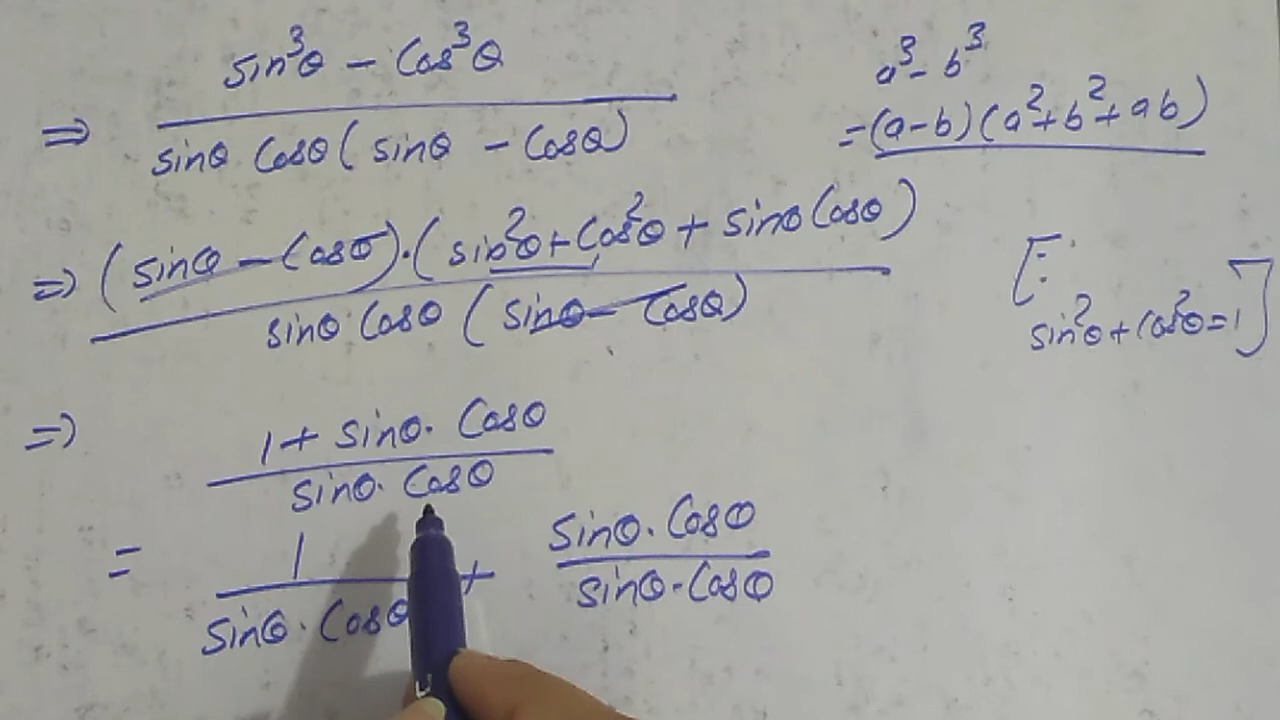 ⇒ sin³θ − Cos³θ / sinθ Cosθ ( sinθ − Cosθ )
a³ − b³
= (a−b) (a²+b²+ab)
⇒ ( sinθ − Cosθ ) · ( sin²θ + Cos²θ + sinθ Cosθ ) / sinθ · Cosθ ( sinθ − Cosθ )
[∵ sin²θ + Cos²θ = 1]
⇒ 1 + sinθ · Cosθ / sinθ · Cosθ
= 1 / sinθ · Cosθ + sinθ · Cosθ / sinθ · Cosθ